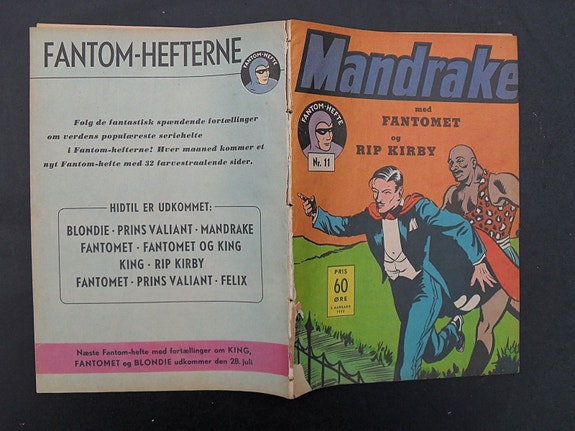 FANTOM-HEFTERNE
FANTOM-HEFTE
Følg de fantastisk spændende fortællinger
om verdens populæreste seriehelte
i Fantom-hefterne! Hver maaned kommer et
nyt Fantom-hefte med 32 farvestraalende sider.
HIDTIL ER UDKOMMET:
BLONDIE · PRINS VALIANT · MANDRAKE
FANTOMET · FANTOMET OG KING
KING · RIP KIRBY
FANTOMET · PRINS VALIANT · FELIX
Næste Fantom-hefte med fortællinger om KING,
FANTOMET og BLONDIE udkommer den 28. juli
Mandrake
med
FANTOMET
og
RIP KIRBY
FANTOM-HEFTE
Nr. 11
PRIS
60
ØRE